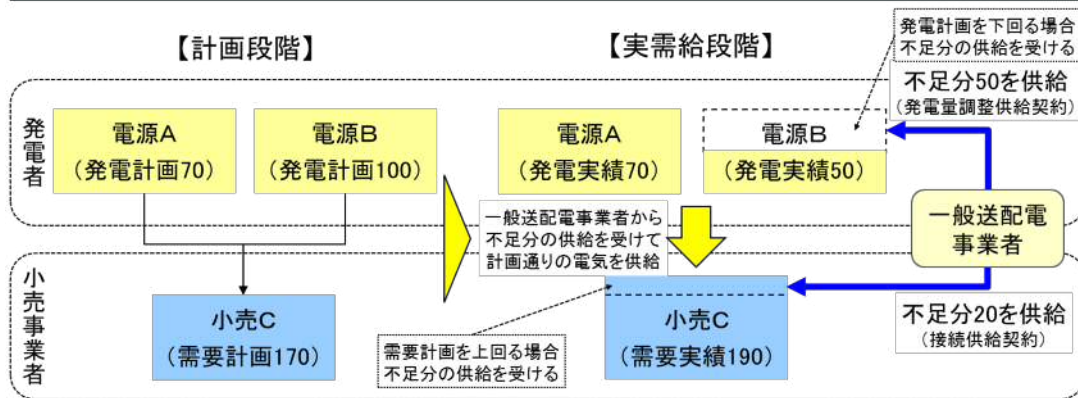 【計画段階】
【実需給段階】
発電計画を下回る場合
不足分の供給を受ける
不足分50を供給
(発電量調整供給契約)
発電者
電源A
(発電計画70)
電源B
(発電計画100)
電源A
(発電実績70)
電源B
(発電実績50)
一般送配電
事業者
一般送配電事業者から
不足分の供給を受けて
計画通りの電気を供給
小売事業者
小売C
(需要計画170)
需要計画を上回る場合
不足分の供給を受ける
小売C
(需要実績190)
不足分20を供給
(接続供給契約)